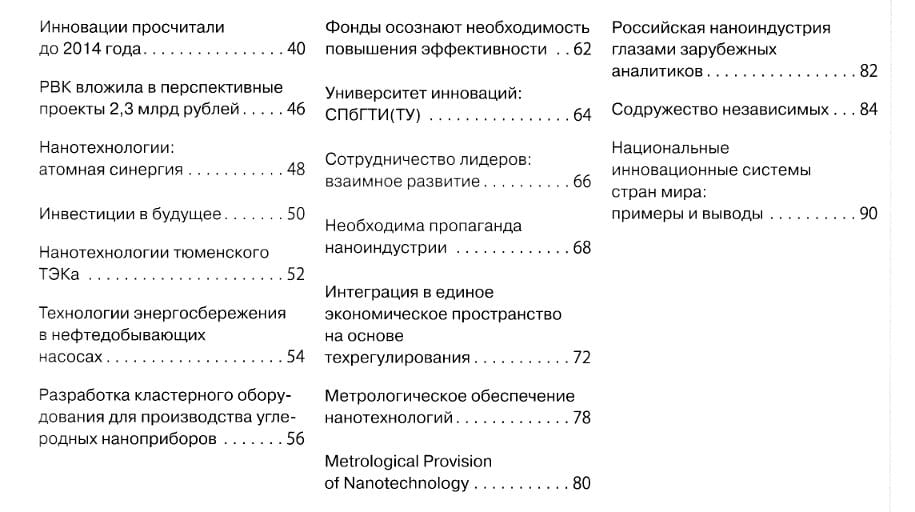 Инновации просчитали
до 2014 года................ 40
РВК вложила в перспективные
проекты 2,3 млрд рублей ..... 46
Нанотехнологии:
атомная синергия ........... 48
Инвестиции в будущее....... 50
Нанотехнологии тюменского
ТЭКа ...................... 52
Технологии энергосбережения
в нефтедобывающих
насосах.................... 54
Разработка кластерного обору-
дования для производства угле-
родных наноприборов ....... 56
Фонды осознают необходимость
повышения эффективности .. 62
Университет инноваций:
СПбГТИ(ТУ) ................ 64
Сотрудничество лидеров:
взаимное развитие.......... 66
Необходима пропаганда
наноиндустрии ............. 68
Интеграция в единое
экономическое пространство
на основе
техрегулирования........... 72
Метрологическое обеспечение
нанотехнологий............. 78
Metrological Provision
of Nanotechnology........... 80
Российская наноиндустрия
глазами зарубежных
аналитиков................. 82
Содружество независимых ... 84
Национальные
инновационные системы
стран мира:
примеры и выводы .......... 90